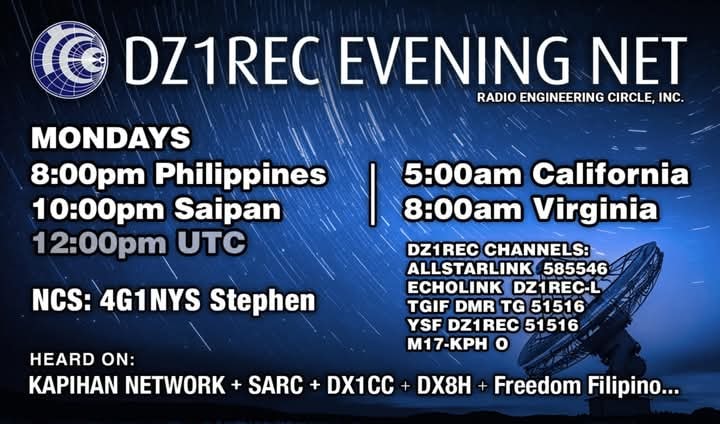 DZ1REC EVENING NET
RADIO ENGINEERING CIRCLE, INC.
MONDAYS
8:00pm Philippines
10:00pm Saipan
12:00pm UTC
5:00am California
8:00am Virginia
NCS: 4G1NYS Stephen
DZ1REC CHANNELS:
ALLSTARLINK 585546
ECHOLINK DZ1REC-L
TGIF DMR TG 51516
YSF DZ1REC 51516
M17-KPH O
HEARD ON:
KAPIHAN NETWORK + SARC + DX1CC + DX8H + Freedom Filipino...